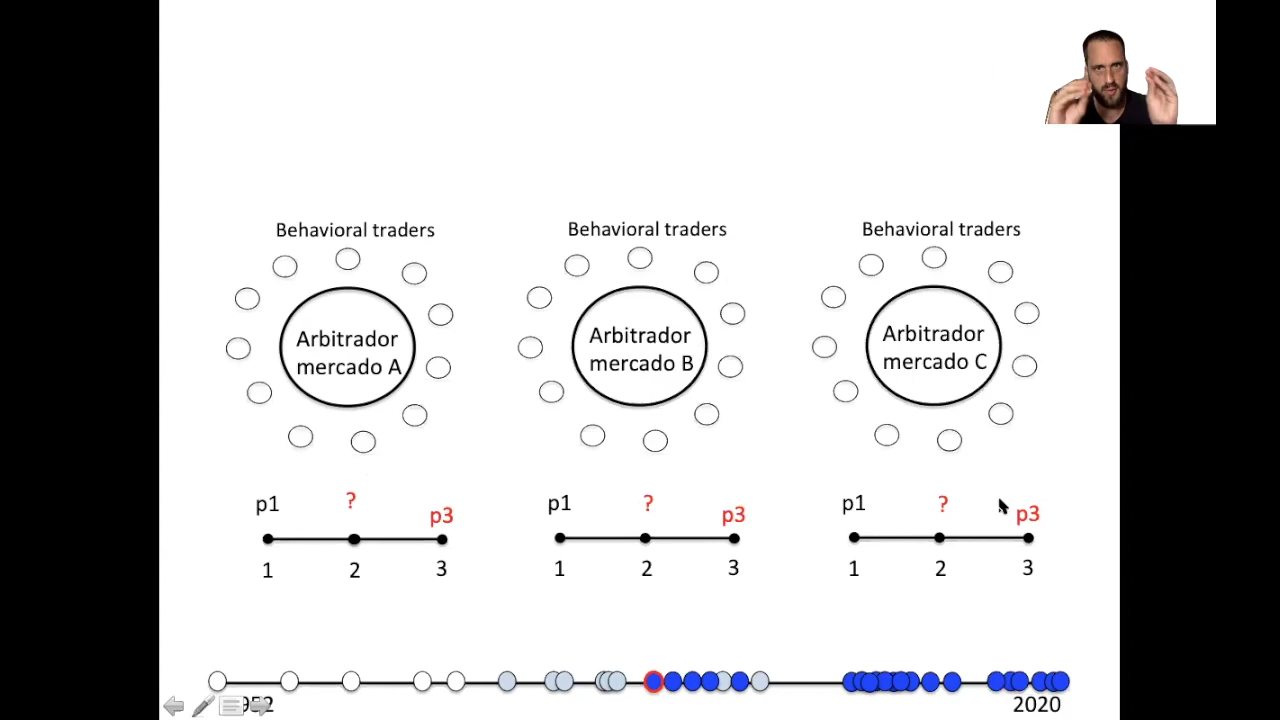 Behavioral traders
Behavioral traders
Behavioral traders
Arbitrador
mercado A
Arbitrador
mercado B
Arbitrador
mercado C
p1 ? p3
p1 ? p3
p1 ? p3
1 2 3
1 2 3
1 2 3
2020